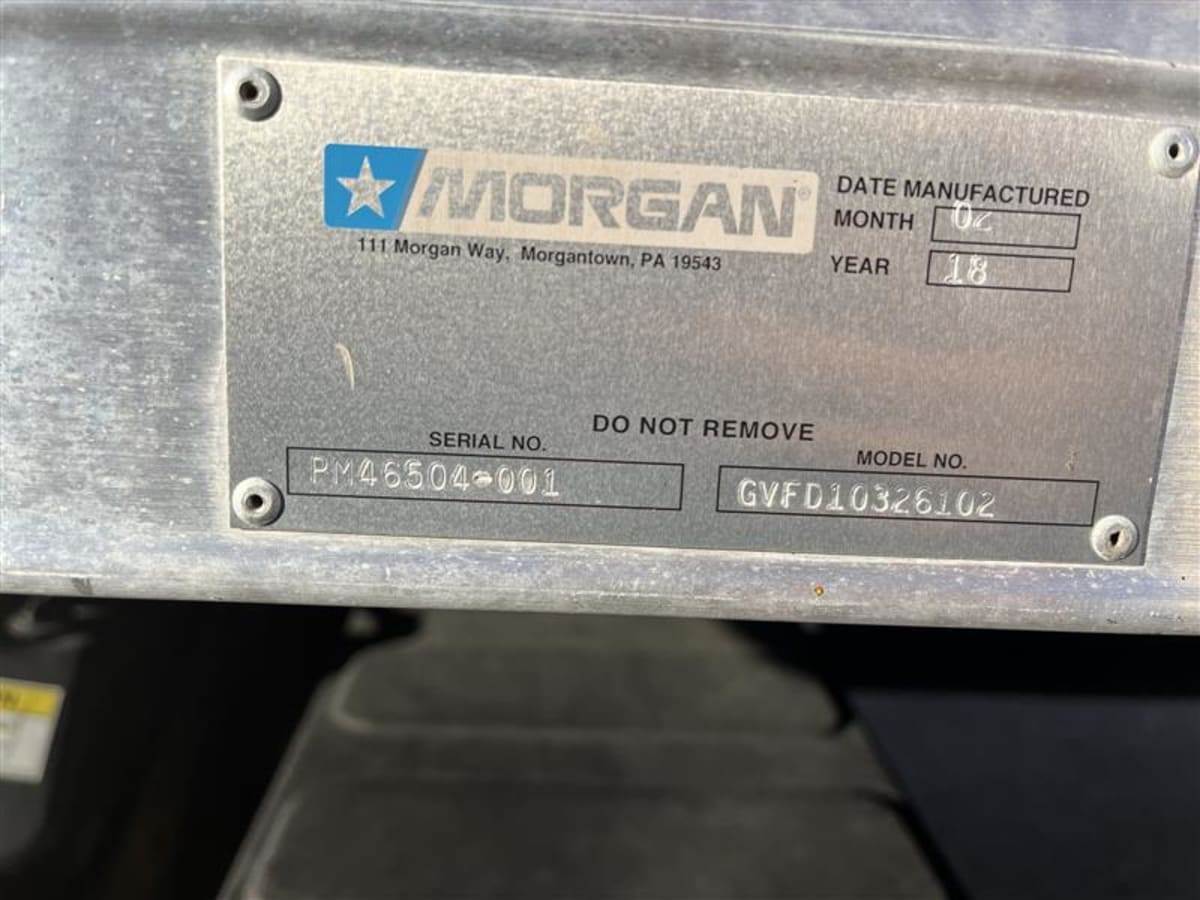 MORGAN®
111 Morgan Way, Morgantown, PA 19543
DATE MANUFACTURED
MONTH 02
YEAR 18
DO NOT REMOVE
SERIAL NO.
PM46504-001
MODEL NO.
GVFD10326102